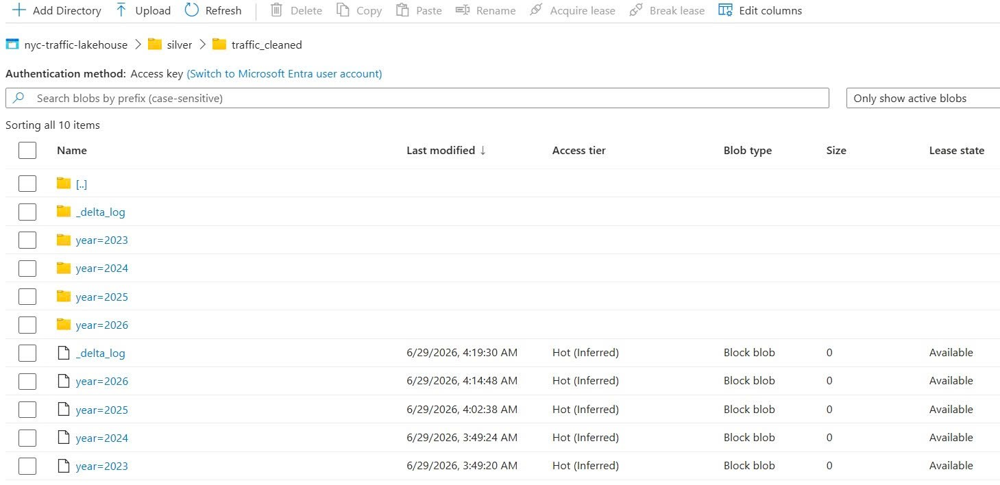 Add Directory Upload Refresh Delete Copy Paste Rename Acquire lease Break lease Edit columns
nyc-traffic-lakehouse > silver > traffic_cleaned
Authentication method: Access key (Switch to Microsoft Entra user account)
Search blobs by prefix (case-sensitive) Only show active blobs
Sorting all 10 items
Name Last modified ↓ Access tier Blob type Size Lease state
[..]
_delta_log
year=2023
year=2024
year=2025
year=2026
_delta_log 6/29/2026, 4:19:30 AM Hot (Inferred) Block blob 0 Available
year=2026 6/29/2026, 4:14:48 AM Hot (Inferred) Block blob 0 Available
year=2025 6/29/2026, 4:02:38 AM Hot (Inferred) Block blob 0 Available
year=2024 6/29/2026, 3:49:24 AM Hot (Inferred) Block blob 0 Available
year=2023 6/29/2026, 3:49:20 AM Hot (Inferred) Block blob 0 Available